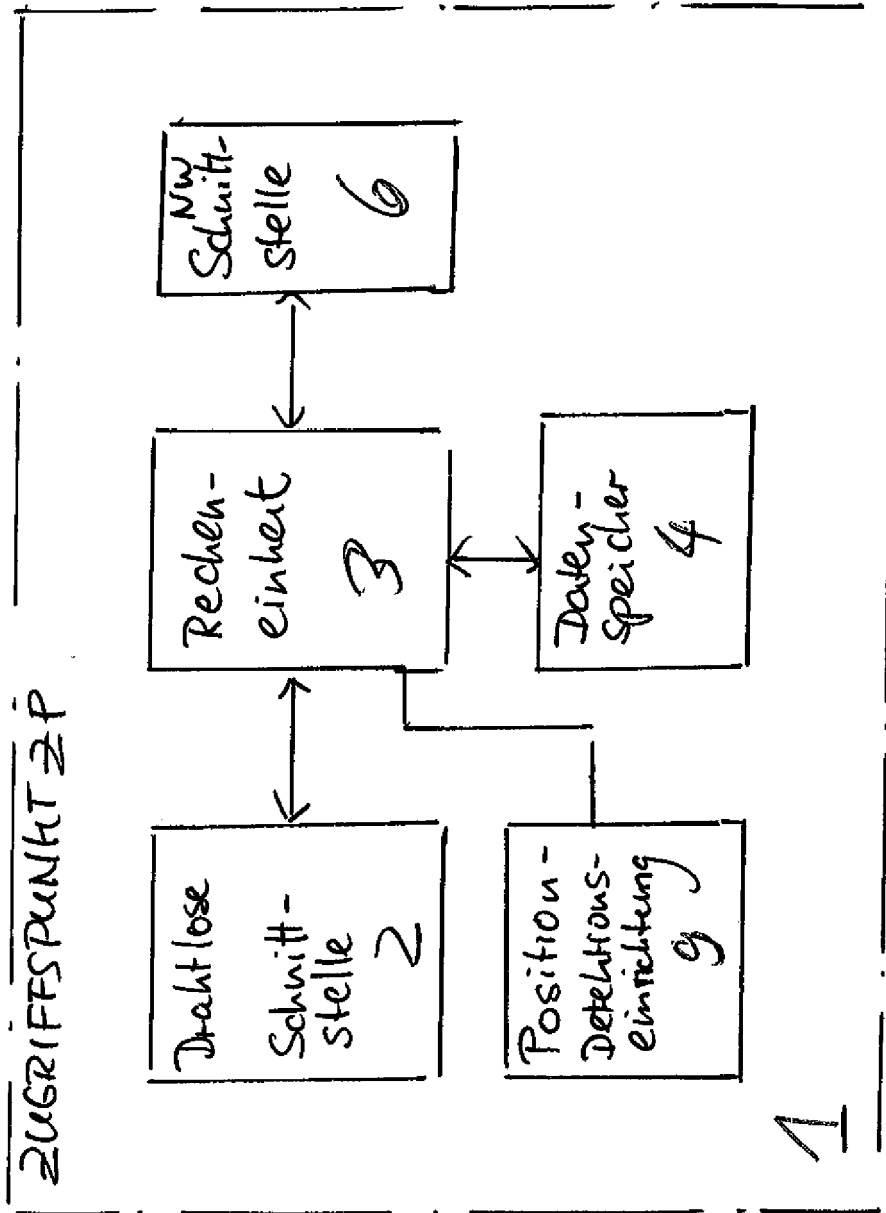 ZUGRIFFSPUNKT ZP
Drahtlose
Schnitt-
stelle
2
Rechen-
einheit
3
NW
Schnitt-
stelle
6
Position-
Detektions-
einrichtung
9
Daten-
speicher
4
1